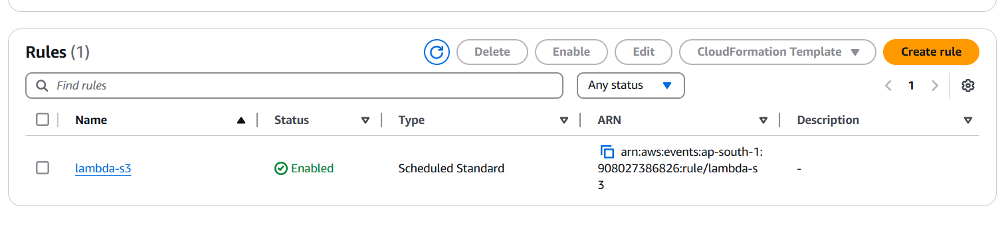 Rules (1)
Delete
Enable
Edit
CloudFormation Template
Create rule
Find rules
Any status
1
Name
Status
Type
ARN
Description
lambda-s3
Enabled
Scheduled Standard
arn:aws:events:ap-south-1:
908027386826:rule/lambda-s
3
-